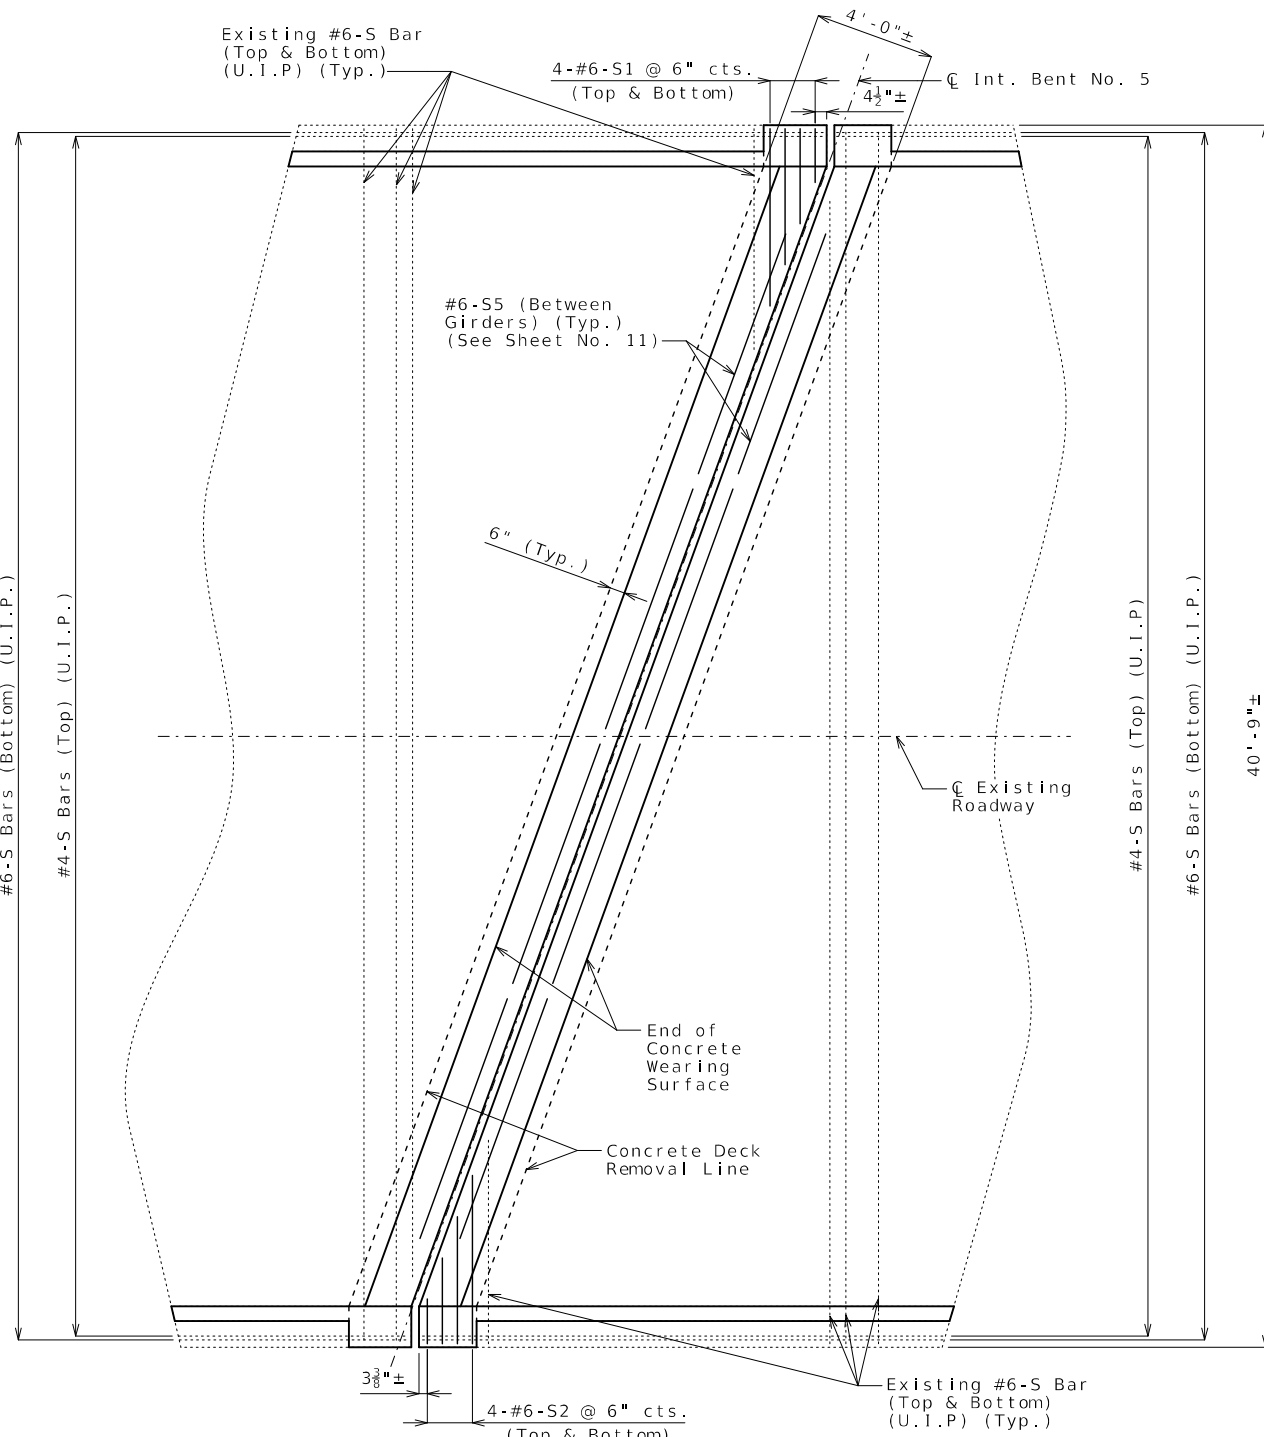 Existing #6-S Bar
(Top & Bottom)
(U.I.P) (Typ.)
4-#6-S1 @ 6" cts.
(Top & Bottom)
4'-0"±
℄ Int. Bent No. 5
4½"±
#6-S5 (Between
Girders) (Typ.)
(See Sheet No. 11)
6" (Typ.)
#6-S Bars (Bottom) (U.I.P.)
#4-S Bars (Top) (U.I.P.)
#4-S Bars (Top) (U.I.P)
#6-S Bars (Bottom) (U.I.P.)
40'-9"±
℄ Existing
Roadway
End of
Concrete
Wearing
Surface
Concrete Deck
Removal Line
3⅜"±
4-#6-S2 @ 6" cts.
(Top & Bottom)
Existing #6-S Bar
(Top & Bottom)
(U.I.P) (Typ.)